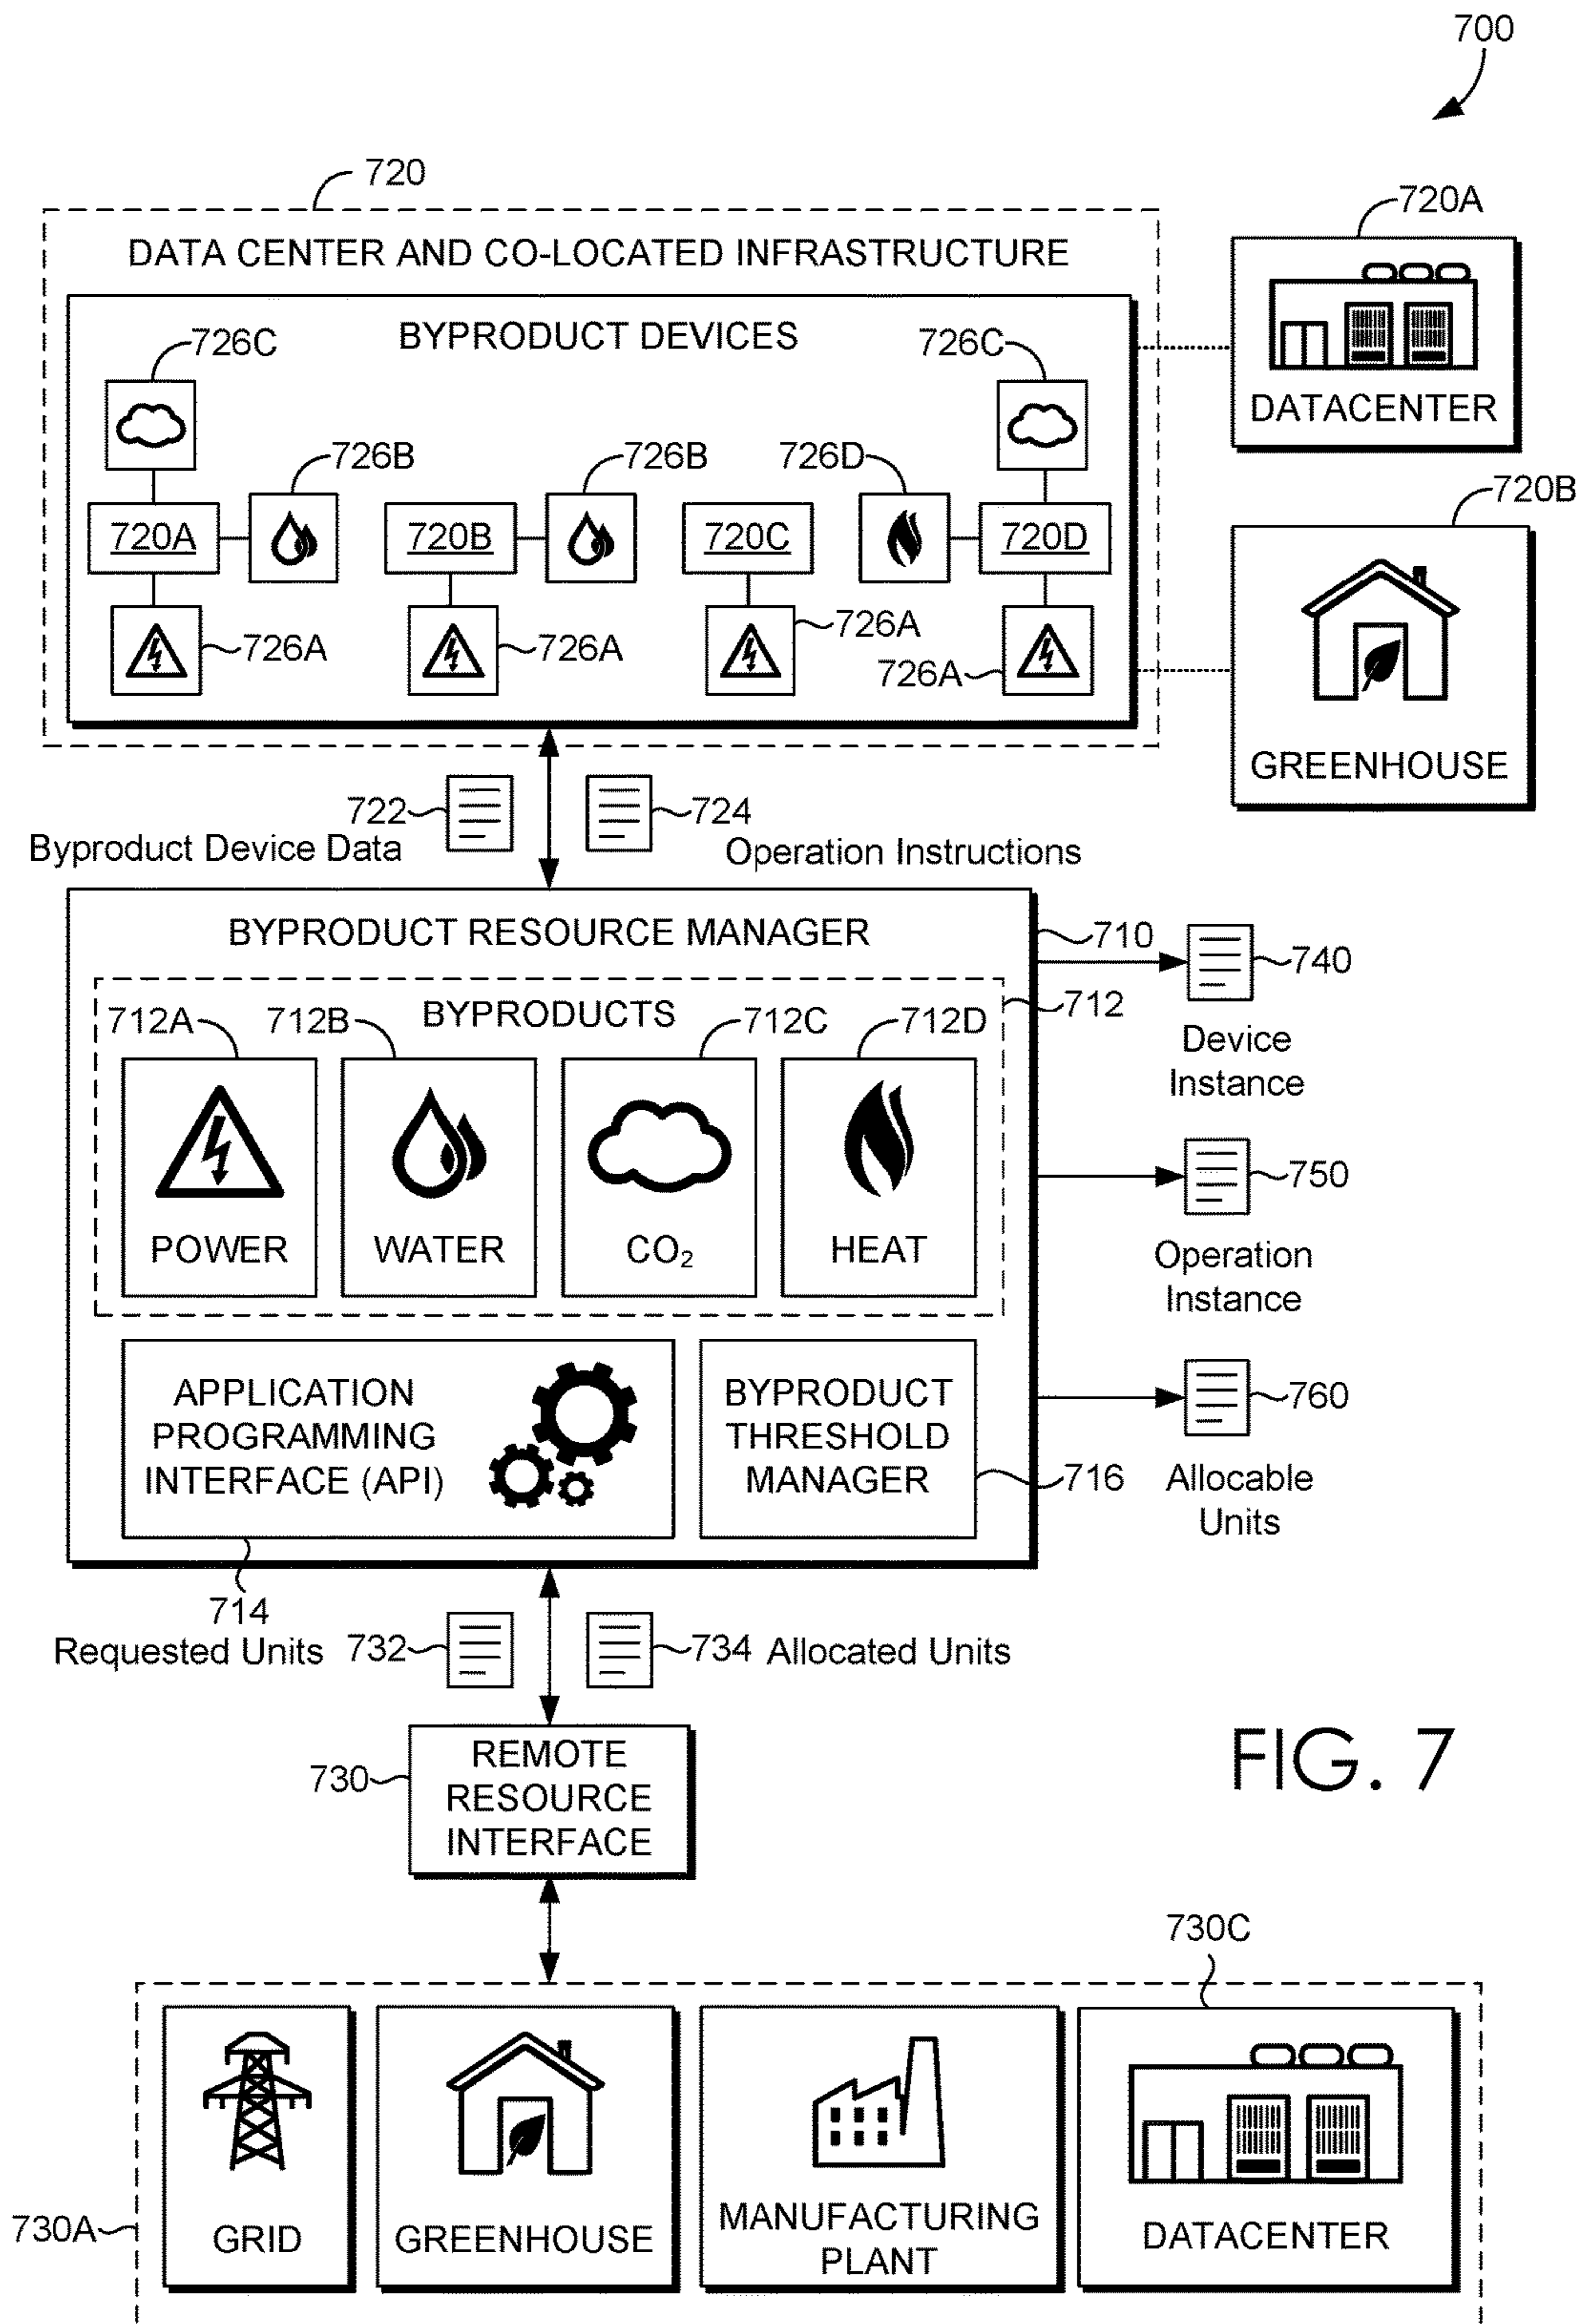 700
720
720A
DATA CENTER AND CO-LOCATED INFRASTRUCTURE
BYPRODUCT DEVICES
726C
726C
DATACENTER
726B
726B
726D
720B
720A
720B
720C
720D
726A
726A
726A
726A
GREENHOUSE
722
724
Byproduct Device Data
Operation Instructions
BYPRODUCT RESOURCE MANAGER
710
740
Device
Instance
BYPRODUCTS
712
712A
712B
712C
712D
POWER
WATER
CO₂
HEAT
750
Operation
Instance
APPLICATION
PROGRAMMING
INTERFACE (API)
BYPRODUCT
THRESHOLD
MANAGER
716
760
Allocable
Units
714
Requested Units
732
734
Allocated Units
REMOTE
RESOURCE
INTERFACE
730
FIG. 7
730C
730A
GRID
GREENHOUSE
MANUFACTURING
PLANT
DATACENTER